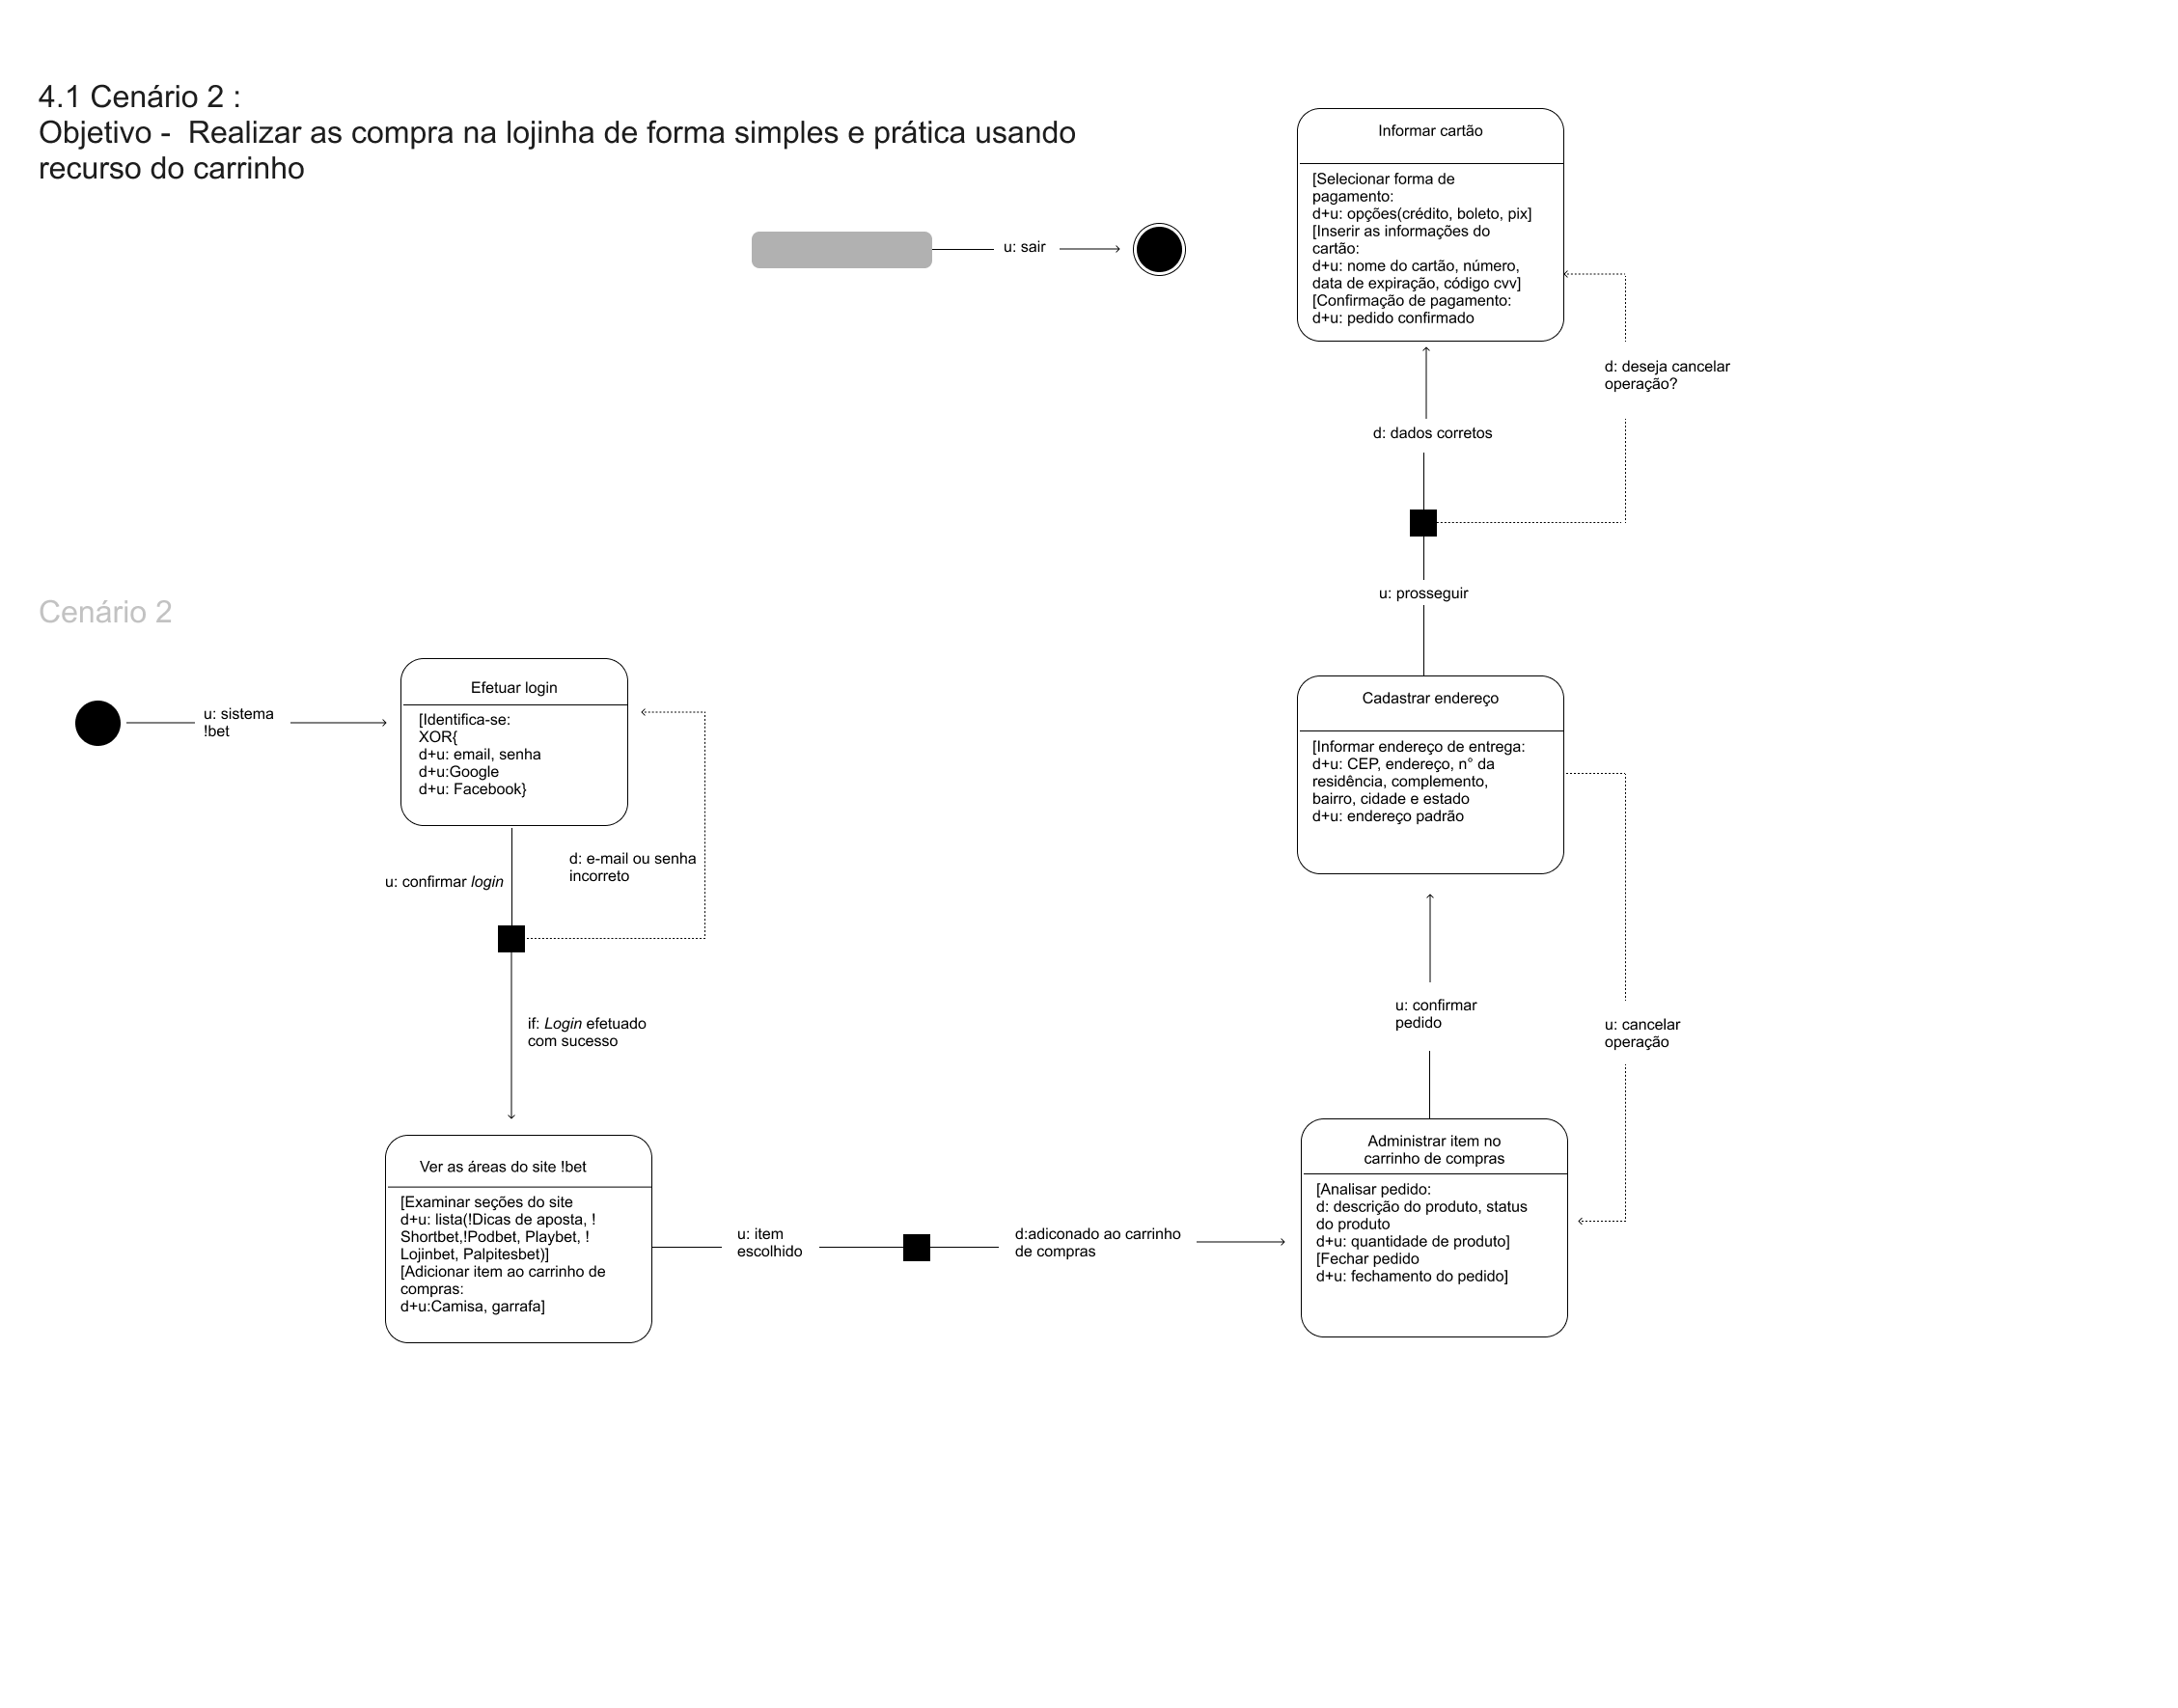 4.1 Cenário 2 :
Objetivo -  Realizar as compra na lojinha de forma simples e prática usando
recurso do carrinho
u: sair
Informar cartão
[Selecionar forma de
pagamento:
d+u: opções(crédito, boleto, pix]
[Inserir as informações do
cartão:
d+u: nome do cartão, número,
data de expiração, código cvv]
[Confirmação de pagamento:
d+u: pedido confirmado
d: deseja cancelar
operação?
d: dados corretos
u: prosseguir
Cenário 2
u: sistema
!bet
Efetuar login
[Identifica-se:
XOR{
d+u: email, senha
d+u:Google
d+u: Facebook}
u: confirmar login
d: e-mail ou senha
incorreto
if: Login efetuado
com sucesso
Ver as áreas do site !bet
[Examinar seções do site
d+u: lista(!Dicas de aposta, !
Shortbet,!Podbet, Playbet, !
Lojinbet, Palpitesbet)]
[Adicionar item ao carrinho de
compras:
d+u:Camisa, garrafa]
u: item
escolhido
d:adiconado ao carrinho
de compras
Cadastrar endereço
[Informar endereço de entrega:
d+u: CEP, endereço, n° da
residência, complemento,
bairro, cidade e estado
d+u: endereço padrão
u: confirmar
pedido
u: cancelar
operação
Administrar item no
carrinho de compras
[Analisar pedido:
d: descrição do produto, status
do produto
d+u: quantidade de produto]
[Fechar pedido
d+u: fechamento do pedido]